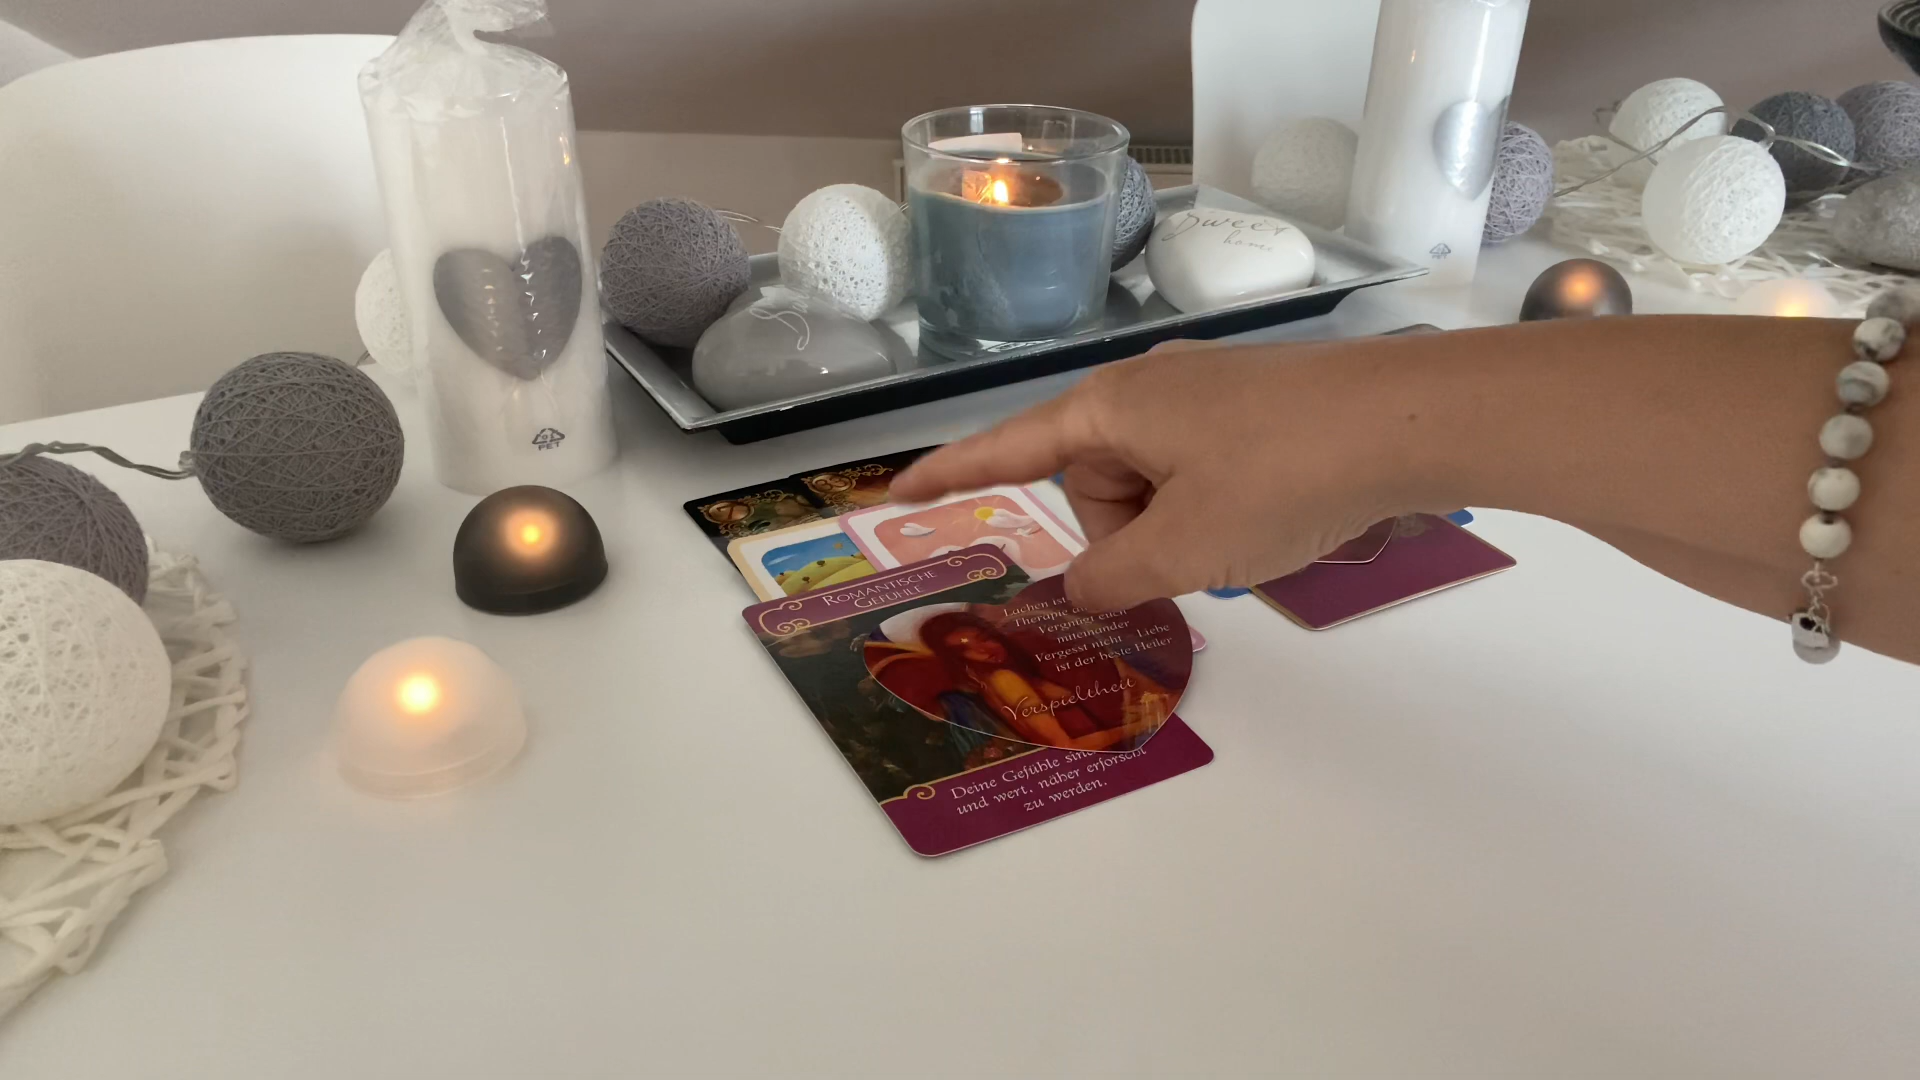 Sweet
home
PET
PET
ROMANTISCHE
GEFÜHLE
Lachen ist
Therapie
Vergnügt euch
miteinander
Vergesst nicht - Liebe
ist der beste Heiler
Verspieltheit
Deine Gefühle sind
und wert, näher erforscht
zu werden.